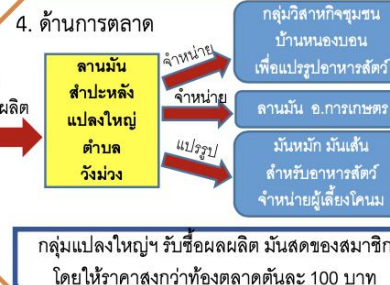 4. ด้านการตลาด
กลุ่มวิสาหกิจชุมชน
บ้านหนองบอน
เพื่อแปรรูปอาหารสัตว์
ลานมัน
สำปะหลัง
แปลงใหญ่
ตำบล
วังม่วง
จำหน่าย
จำหน่าย
แปรรูป
ผลิต
ลานมัน อ.การเกษตร
มันหมัก มันเส้น
สำหรับอาหารสัตว์
จำหน่ายผู้เลี้ยงโคนม
กลุ่มแปลงใหญ่ฯ รับซื้อผลผลิต มันสดของสมาชิก
โดยให้ราคาสูงกว่าท้องตลาดตันละ 100 บาท